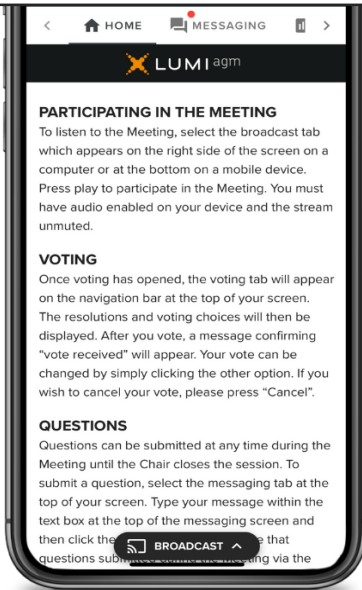 HOME MESSAGING
LUMI agm
PARTICIPATING IN THE MEETING
To listen to the Meeting, select the broadcast tab
which appears on the right side of the screen on a
computer or at the bottom on a mobile device.
Press play to participate in the Meeting. You must
have audio enabled on your device and the stream
unmuted.
VOTING
Once voting has opened, the voting tab will appear
on the navigation bar at the top of your screen.
The resolutions and voting choices will then be
displayed. After you vote, a message confirming
“vote received” will appear. Your vote can be
changed by simply clicking the other option. If you
wish to cancel your vote, please press “Cancel”.
QUESTIONS
Questions can be submitted at any time during the
Meeting until the Chair closes the session. To
submit a question, select the messaging tab at the
top of your screen. Type your message within the
text box at the top of the messaging screen and
then click the that
BROADCAST
questions the via the